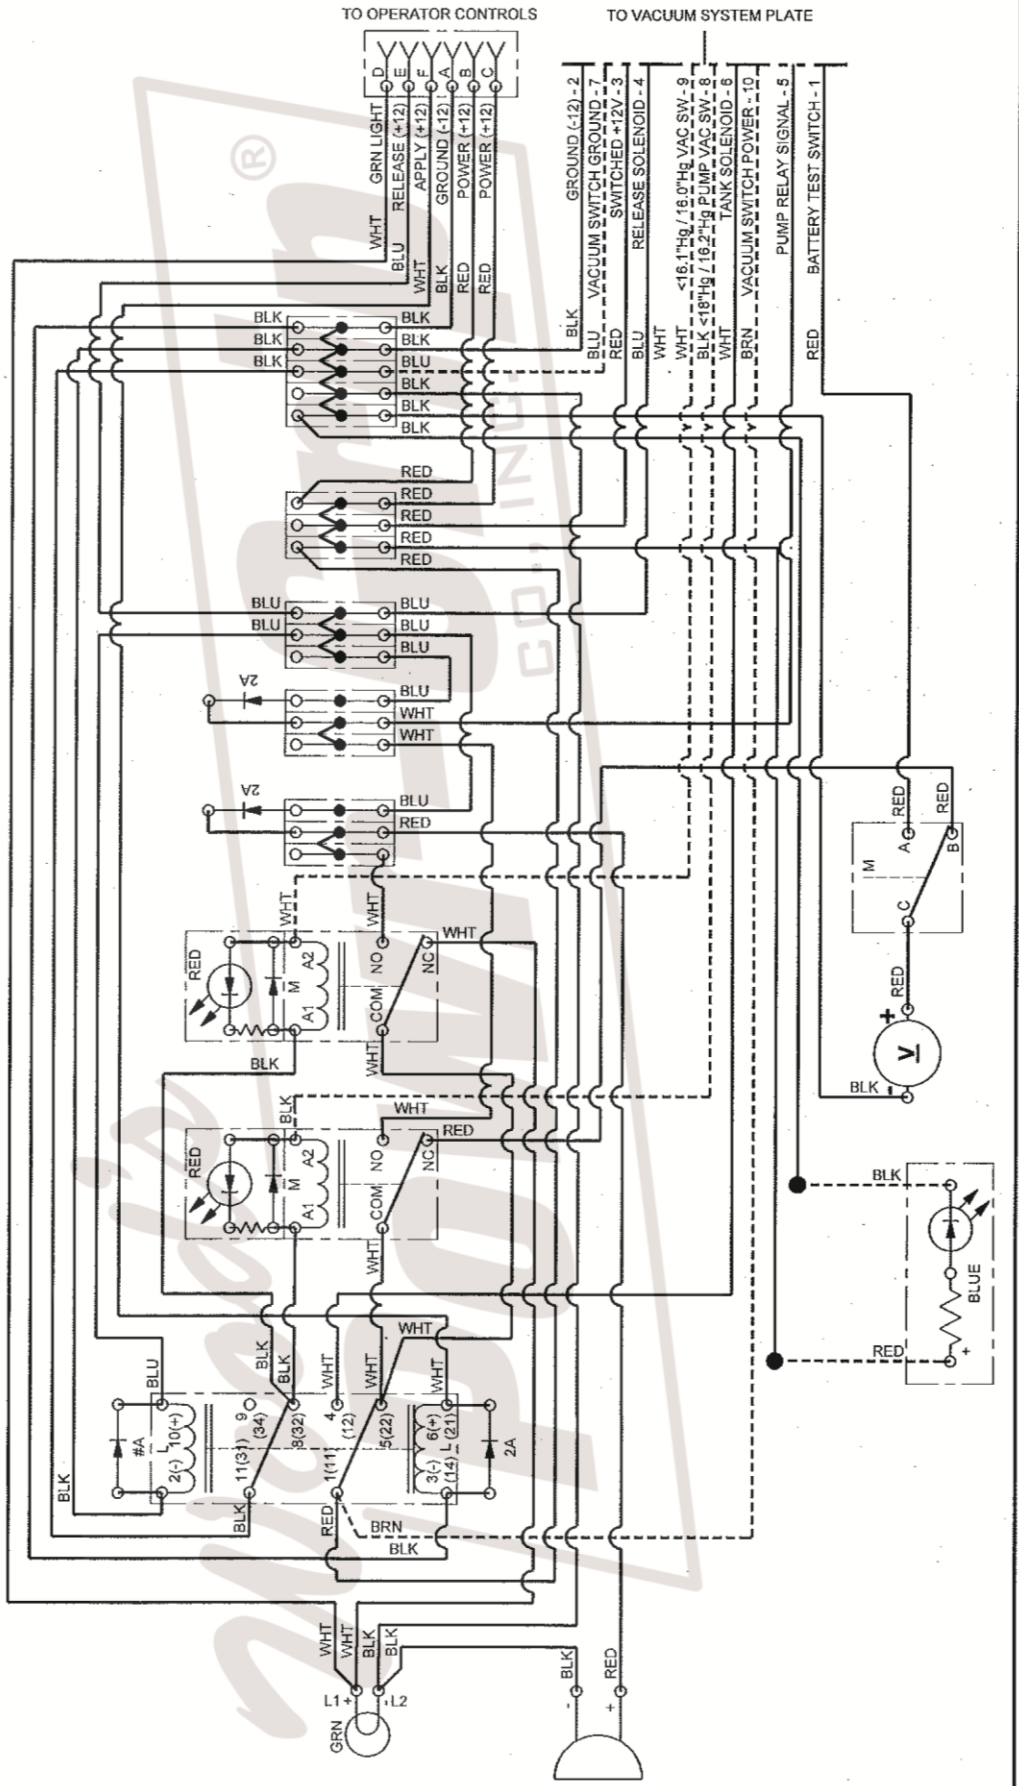 TO OPERATOR CONTROLS
TO VACUUM SYSTEM PLATE
D
E
F
A
B
C
GRN LIGHT
RELEASE (+12)
APPLY (+12)
GROUND (-12)
POWER (+12)
POWER (+12)
WHT
BLU
WHT
BLK
RED
RED
GROUND (-12) - 2
VACUUM SWITCH GROUND - 7
SWITCHED +12V - 3
RELEASE SOLENOID - 4
<16.1"Hg / 16.0"Hg VAC SW - 9
<18"Hg / 16.2"Hg PUMP VAC SW - 8
TANK SOLENOID - 6
VACUUM SWITCH POWER - 10
PUMP RELAY SIGNAL - 5
BATTERY TEST SWITCH - 1
BLK
BLU
RED
BLU
WHT
WHT
BLK
WHT
BRN
RED
®
BLK
BLK
BLK
BLK
BLK
BLU
BLK
BLK
BLK
RED
RED
RED
RED
RED
BLU
BLU
BLU
BLU
BLU
2A
BLU
WHT
WHT
2A
BLU
RED
CO., INC.
WHT
WHT
WHT
RED
A2
M
A1
NO
COM
NC
BLK
WHT
BLK
WHT
RED
RED
A2
M
A1
NO
COM
NC
WHT
WHT
BLU
BLK
BLK
WHT
WHT
WHT
#A
L
10(+)
2(-)
9
(34)
8(32)
11(31)
4
(12)
1(11)
5(22)
6(+)
(21)
L
3(-)
(14)
2A
BLK
BLK
RED
BRN
BLK
WHT
WHT
BLK
BLK
L1 +
- L2
GRN
BLK
RED
-
+
RED
RED
M
A
B
C
RED
+
V
-
BLK
BLK
BLUE
RED
+